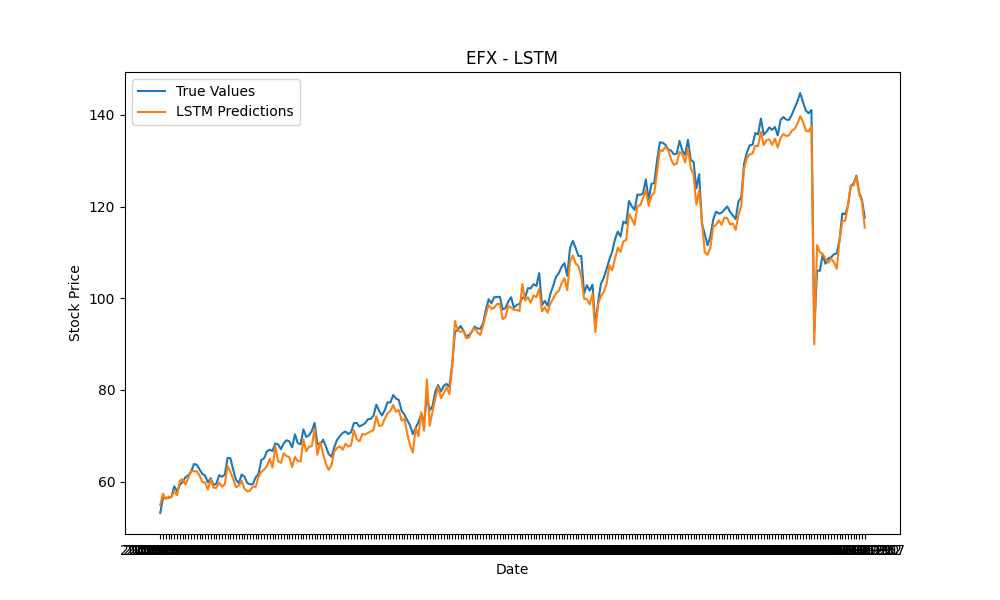 EFX - LSTM
True Values
LSTM Predictions
140
120
100
80
60
Stock Price
Date